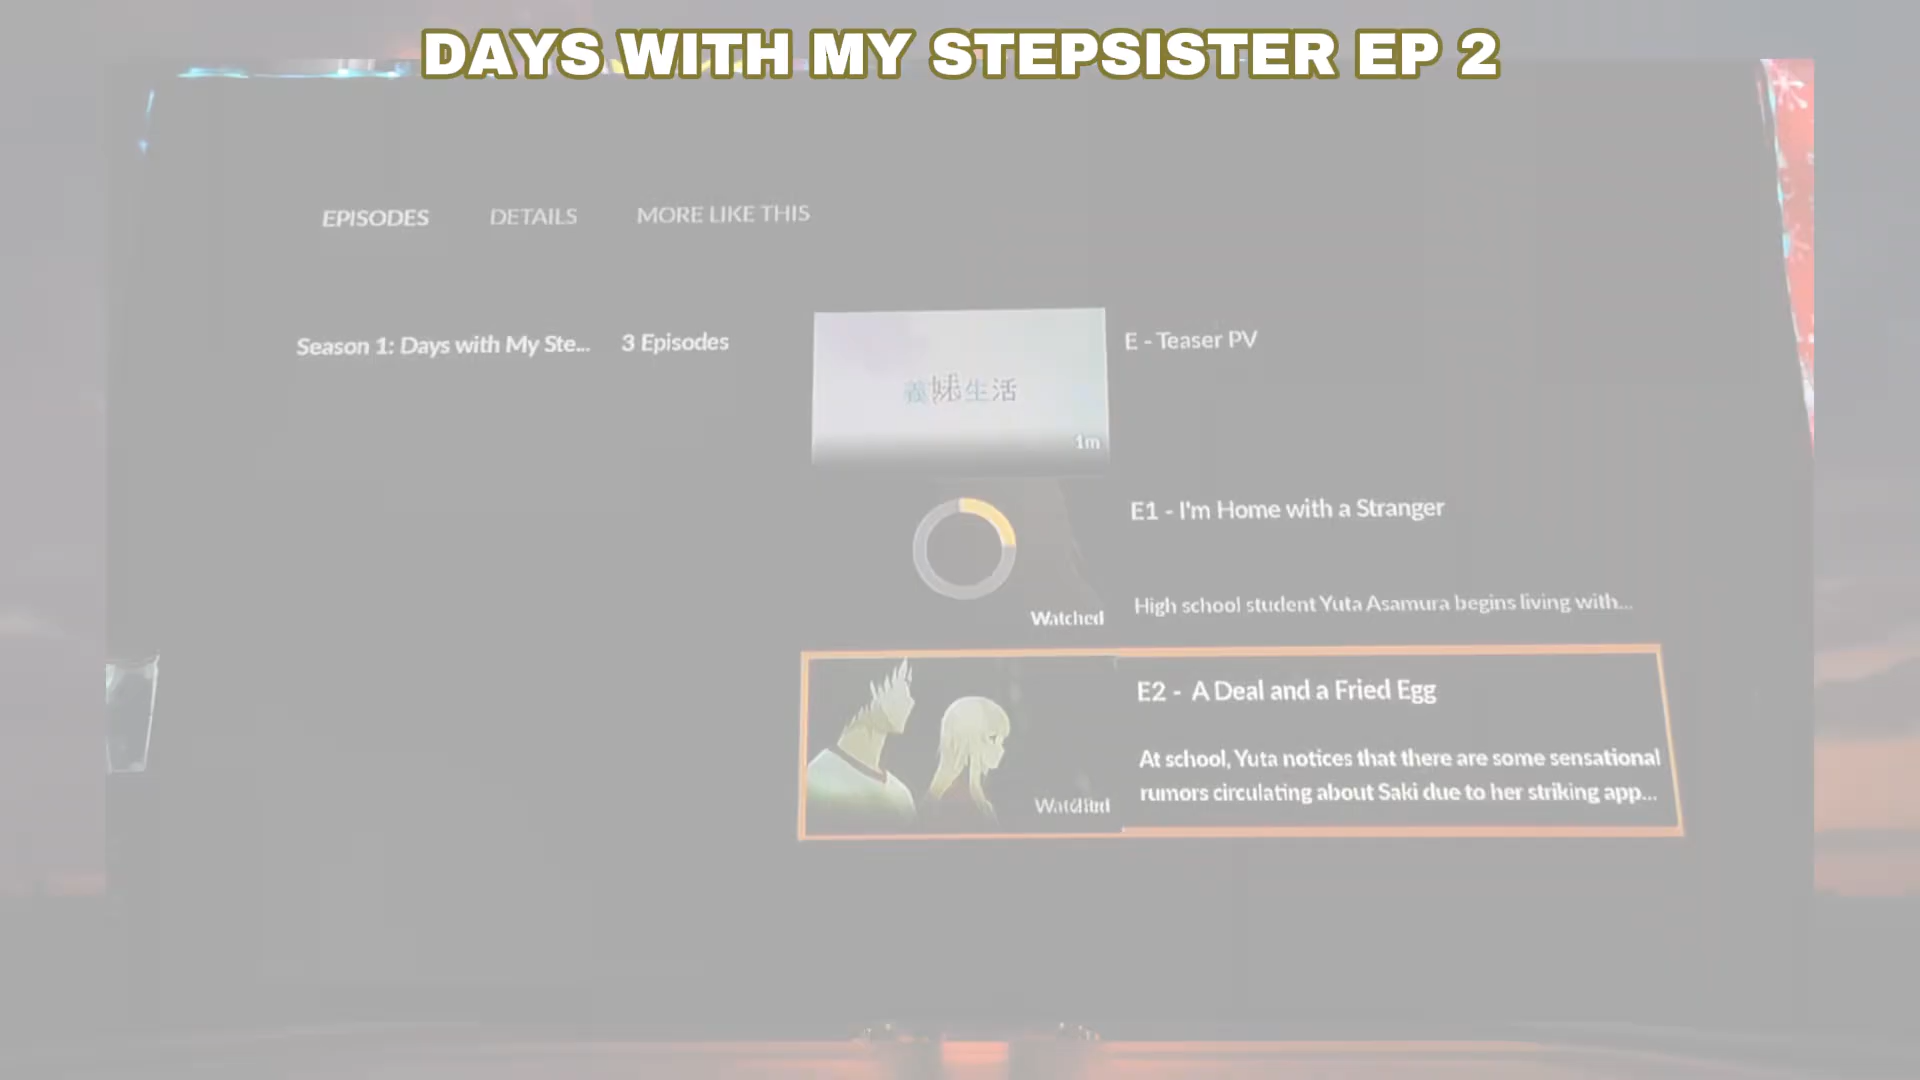 DAYS WITH MY STEPSISTER EP 2
EPISODES DETAILS MORE LIKE THIS
Season 1: Days with My Ste... 3 Episodes
義妹生活
1m
E - Teaser PV
E1 - I'm Home with a Stranger
High school student Yuta Asamura begins living with...
Watched
E2 - A Deal and a Fried Egg
At school, Yuta notices that there are some sensational
rumors circulating about Saki due to her striking app...